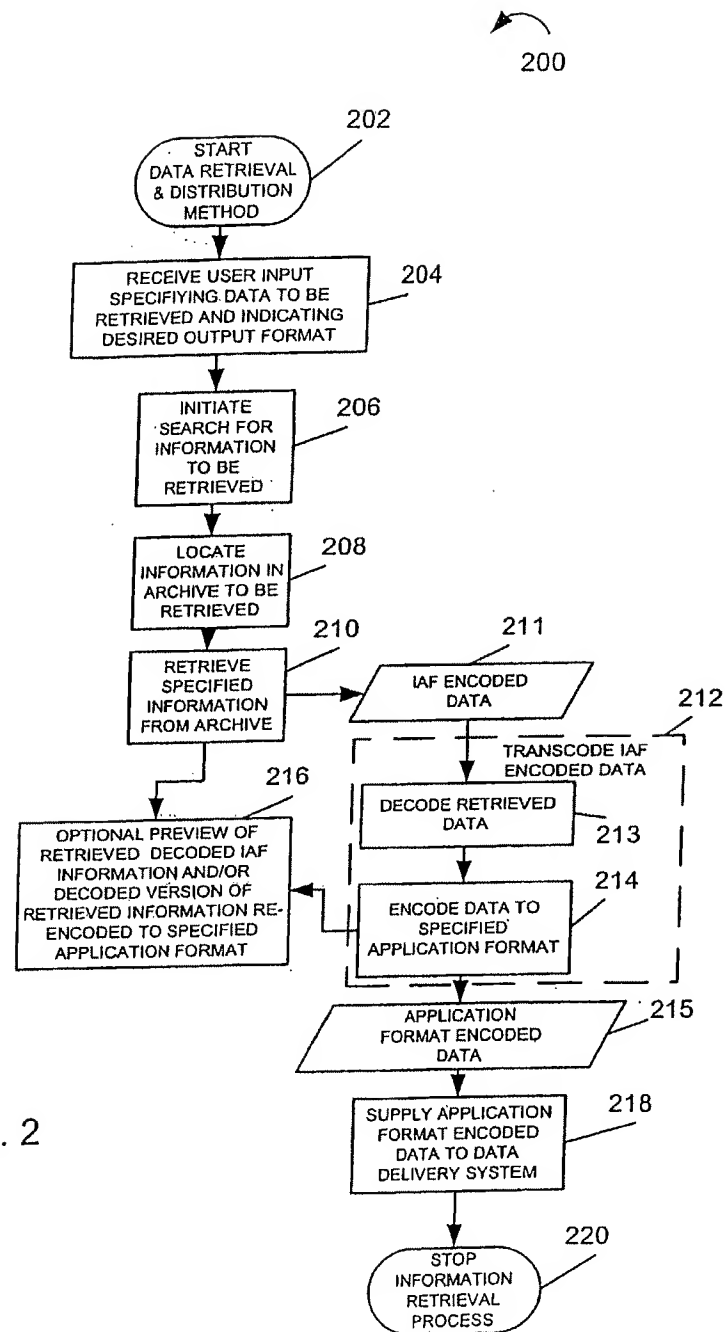 200
202
START
DATA RETRIEVAL
& DISTRIBUTION
METHOD
204
RECEIVE USER INPUT
SPECIFIYING DATA TO BE
RETRIEVED AND INDICATING
DESIRED OUTPUT FORMAT
206
INITIATE
SEARCH FOR
INFORMATION
TO BE
RETRIEVED
208
LOCATE
INFORMATION IN
ARCHIVE TO BE
RETRIEVED
210
RETRIEVE
SPECIFIED
INFORMATION
FROM ARCHIVE
211
IAF ENCODED
DATA
212
TRANSCODE IAF
ENCODED DATA
DECODE RETRIEVED
DATA
213
214
ENCODE DATA TO
SPECIFIED
APPLICATION FORMAT
216
OPTIONAL PREVIEW OF
RETRIEVED DECODED IAF
INFORMATION AND/OR
DECODED VERSION OF
RETRIEVED INFORMATION RE-
ENCODED TO SPECIFIED
APPLICATION FORMAT
215
APPLICATION
FORMAT ENCODED
DATA
218
SUPPLY APPLICATION
FORMAT ENCODED
DATA TO DATA
DELIVERY SYSTEM
. 2
220
STOP
INFORMATION
RETRIEVAL
PROCESS